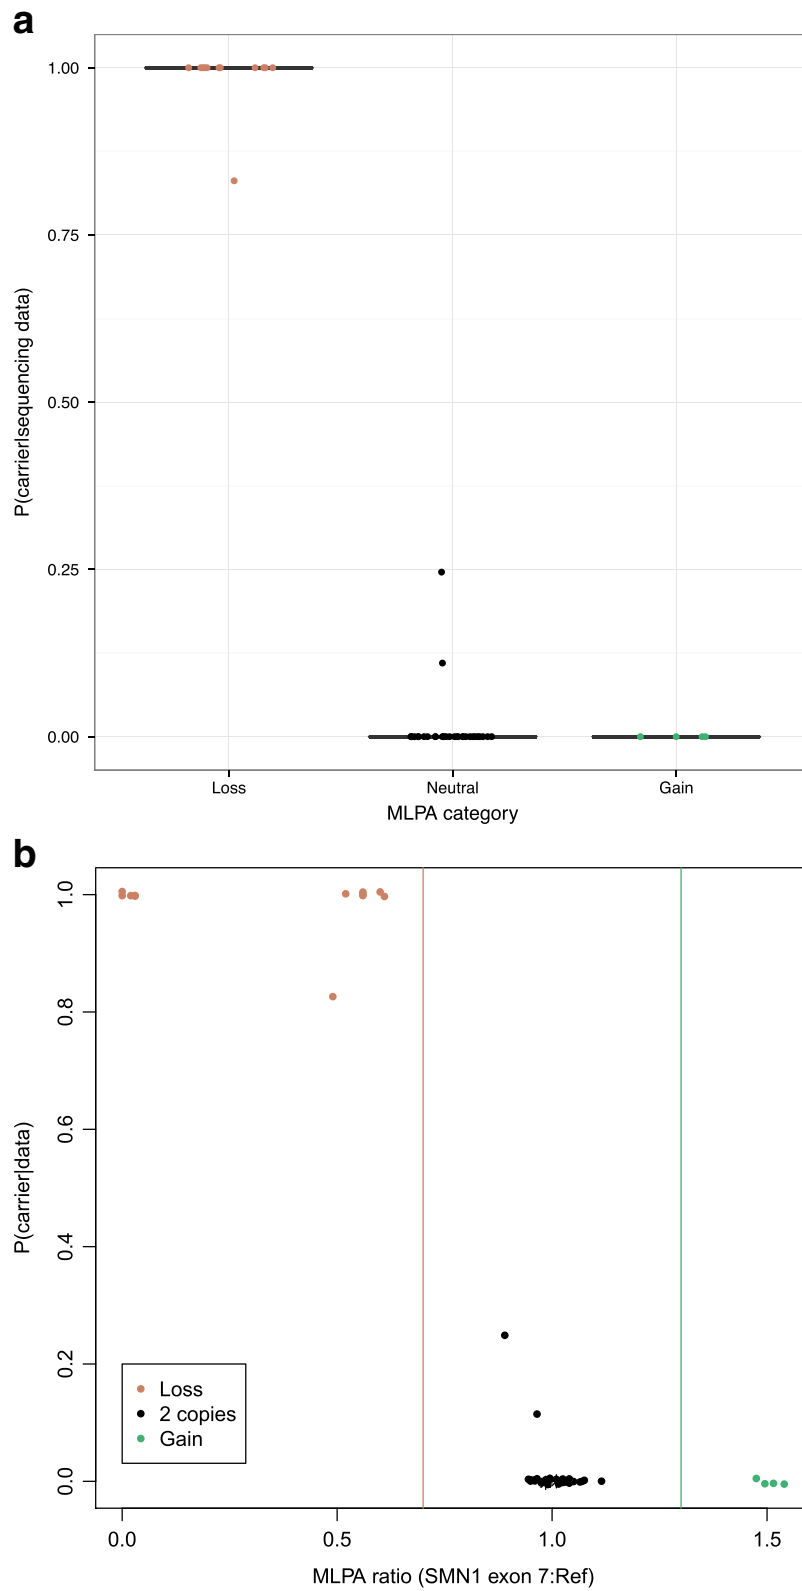 a
1.00
0.75
0.50
0.25
0.00
P(carrier|sequencing data)
Loss Neutral Gain
MLPA category
b
1.0
0.8
0.6
0.4
0.2
0.0
P(carrier|data)
Loss
2 copies
Gain
0.0 0.5 1.0 1.5
MLPA ratio (SMN1 exon 7:Ref)